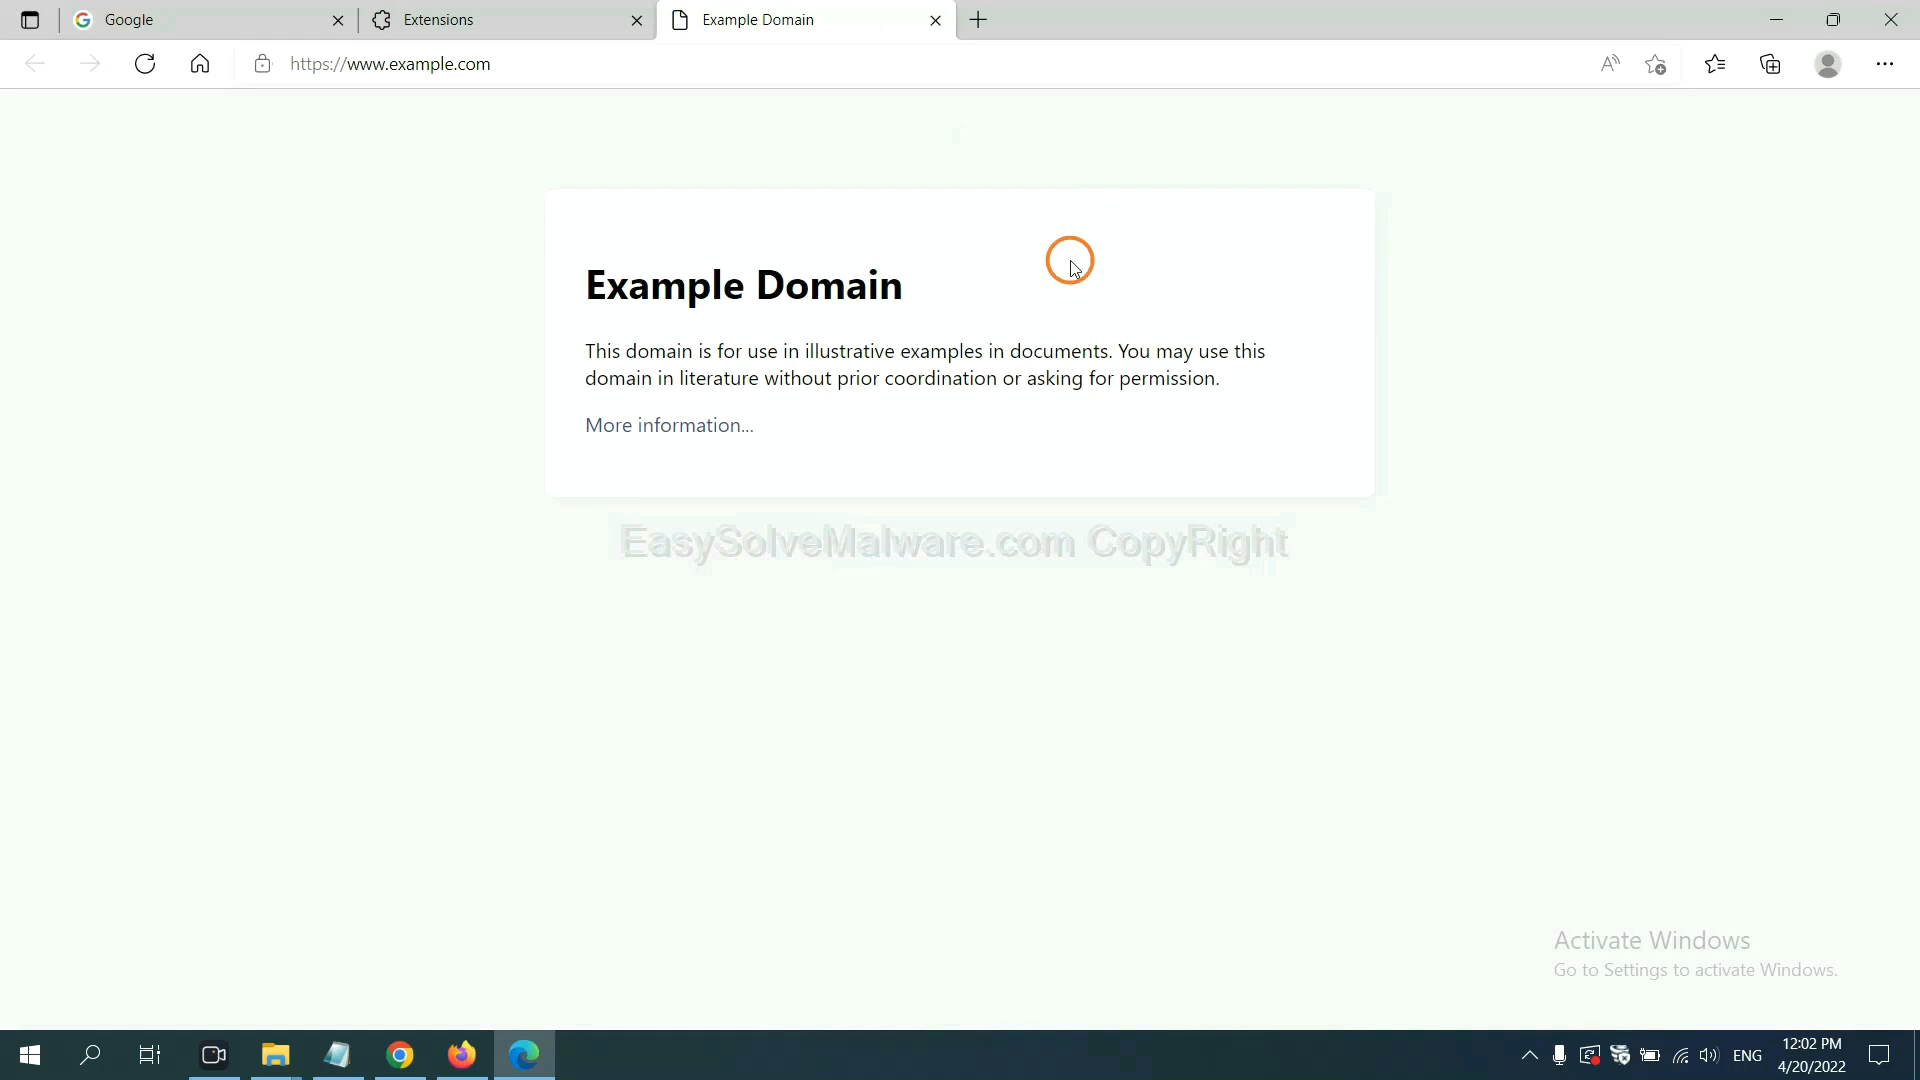 Google
Extensions
Example Domain
https://www.example.com
Example Domain
This domain is for use in illustrative examples in documents. You may use this
domain in literature without prior coordination or asking for permission.
More information...
EasySolveMalware.com CopyRight
Activate Windows
Go to Settings to activate Windows.
ENG
12:02 PM
4/20/2022